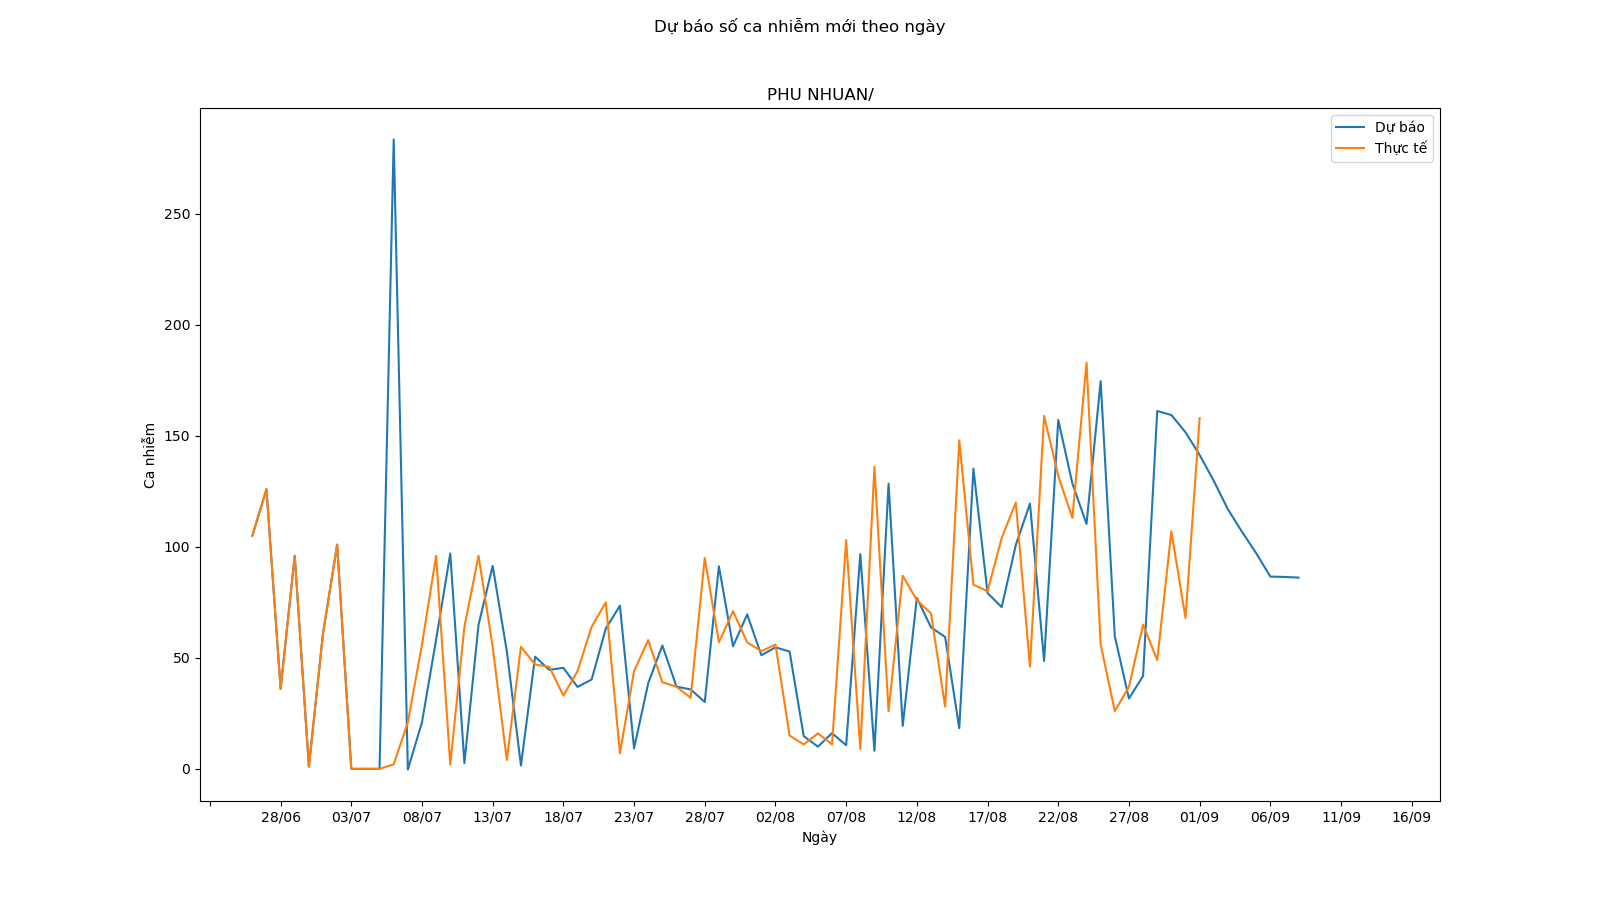 Dự báo số ca nhiễm mới theo ngày
PHU NHUAN/
Dự báo
Thực tế
250
200
150
100
50
0
Ca nhiễm
28/06 03/07 08/07 13/07 18/07 23/07 28/07 02/08 07/08 12/08 17/08 22/08 27/08 01/09 06/09 11/09 16/09
Ngày